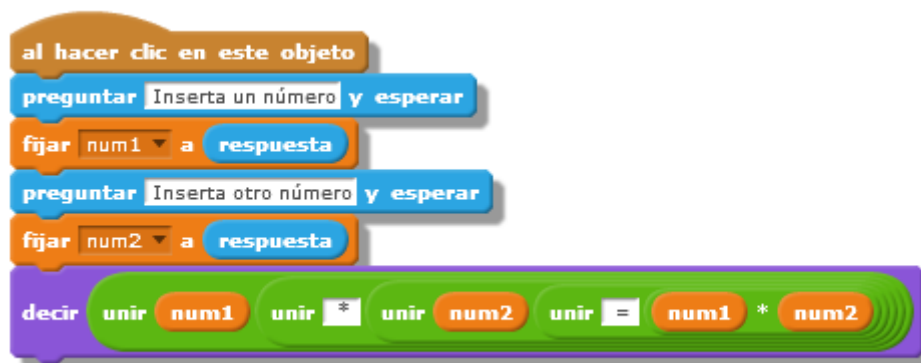 al hacer clic en este objeto
preguntar Inserta un número y esperar
fijar num1 a respuesta
preguntar Inserta otro número y esperar
fijar num2 a respuesta
decir unir num1 unir * unir num2 unir = num1 * num2